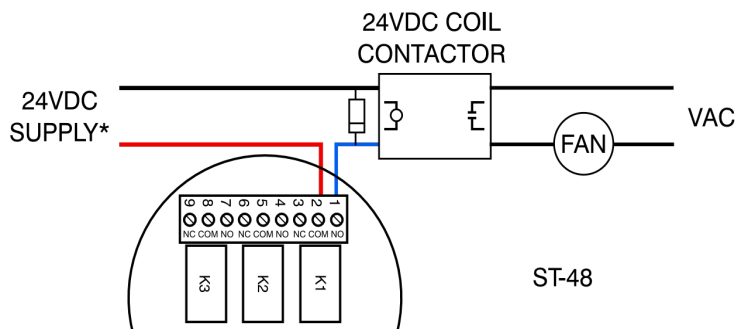 24VDC COIL
CONTACTOR
24VDC
SUPPLY*
VAC
FAN
9 8 7 6 5 4 3 2 1
NC COM NO NC COM NO NC COM NO
K3 K2 K1
ST-48